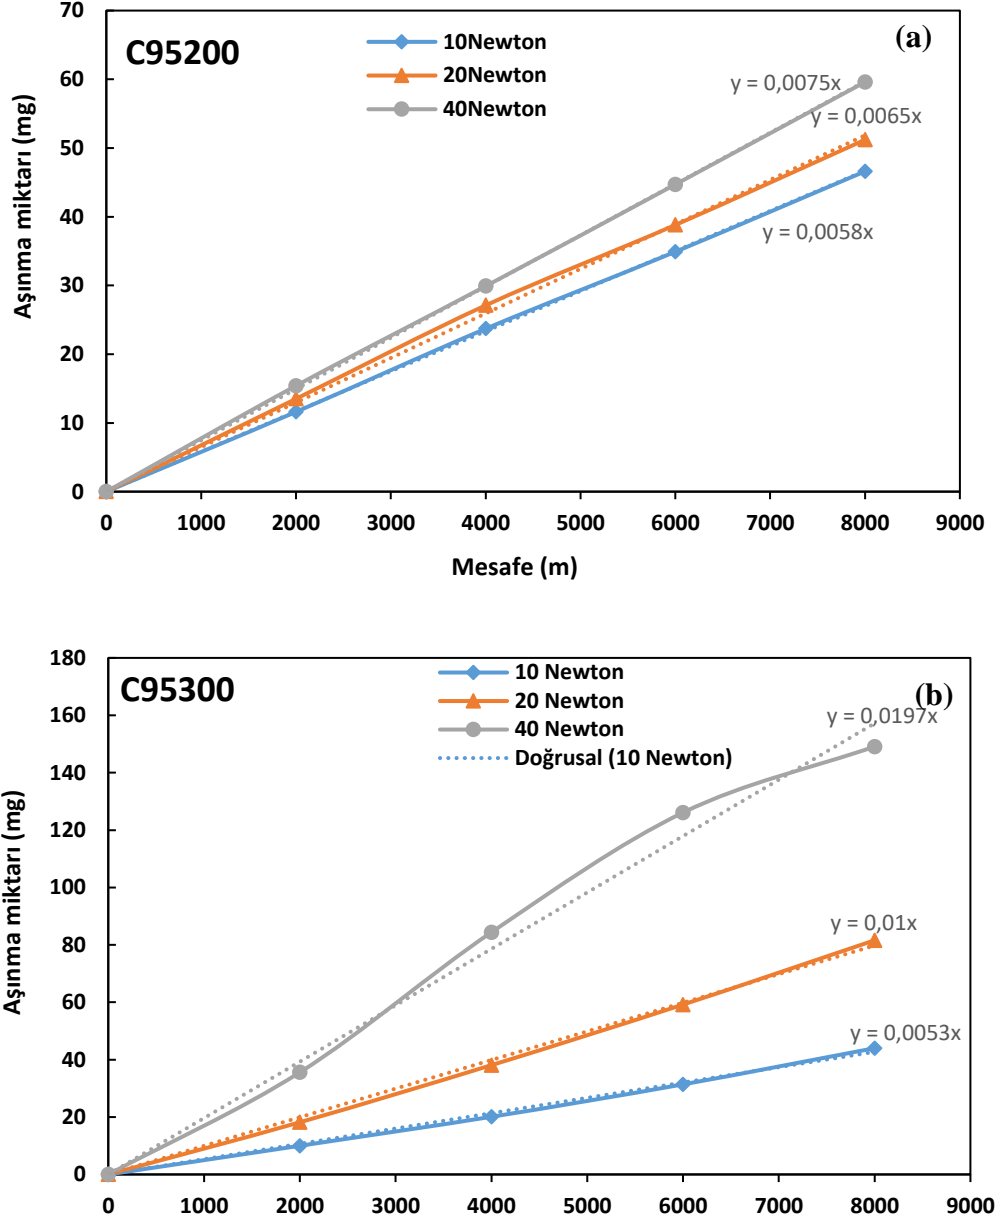 C95200
(a)
10Newton
20Newton
40Newton
y = 0,0075x
y = 0,0065x
y = 0,0058x
Aşınma miktarı (mg)
70
60
50
40
30
20
10
0
0 1000 2000 3000 4000 5000 6000 7000 8000 9000
Mesafe (m)
C95300
(b)
10 Newton
20 Newton
40 Newton
Doğrusal (10 Newton)
y = 0,0197x
y = 0,01x
y = 0,0053x
Aşınma miktarı (mg)
180
160
140
120
100
80
60
40
20
0
0 1000 2000 3000 4000 5000 6000 7000 8000 9000